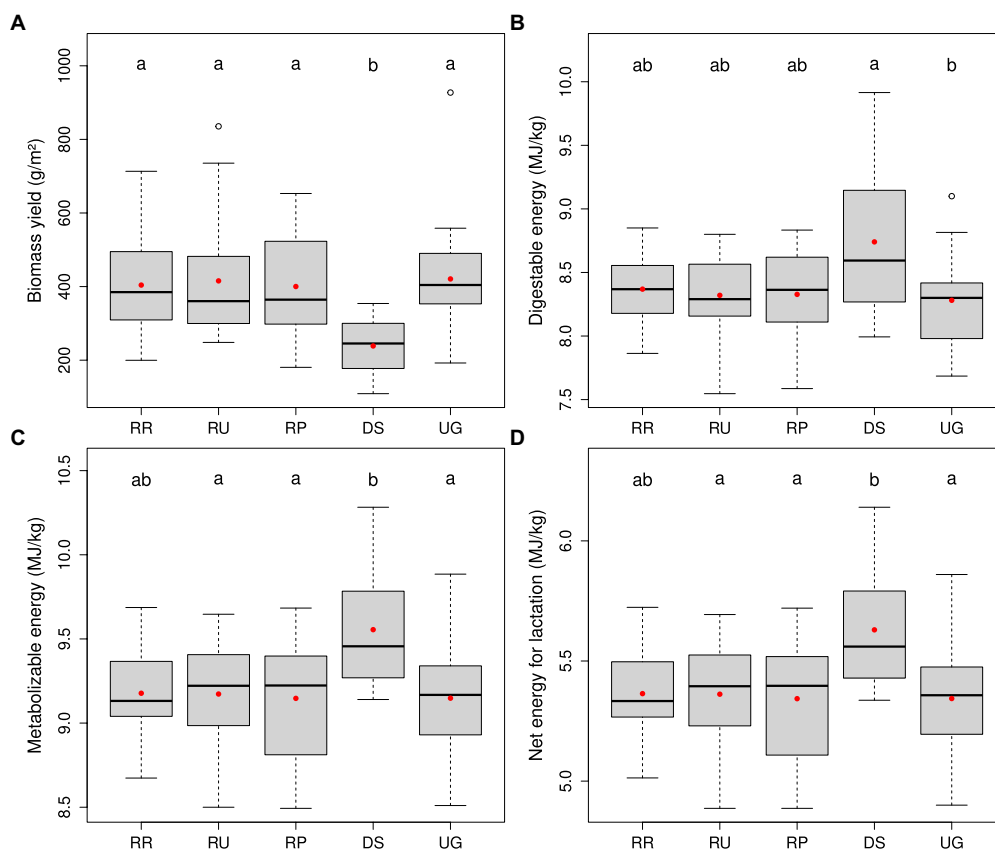 A
B
a a a b a
ab ab ab a b
Biomass yield (g/m²)
1000
800
600
400
200
Digestable energy (MJ/kg)
10.0
9.5
9.0
8.5
8.0
7.5
RR RU RP DS UG
RR RU RP DS UG
C
D
ab a a b a
ab a a b a
Metabolizable energy (MJ/kg)
10.5
10.0
9.5
9.0
8.5
Net energy for lactation (MJ/kg)
6.0
5.5
5.0
RR RU RP DS UG
RR RU RP DS UG